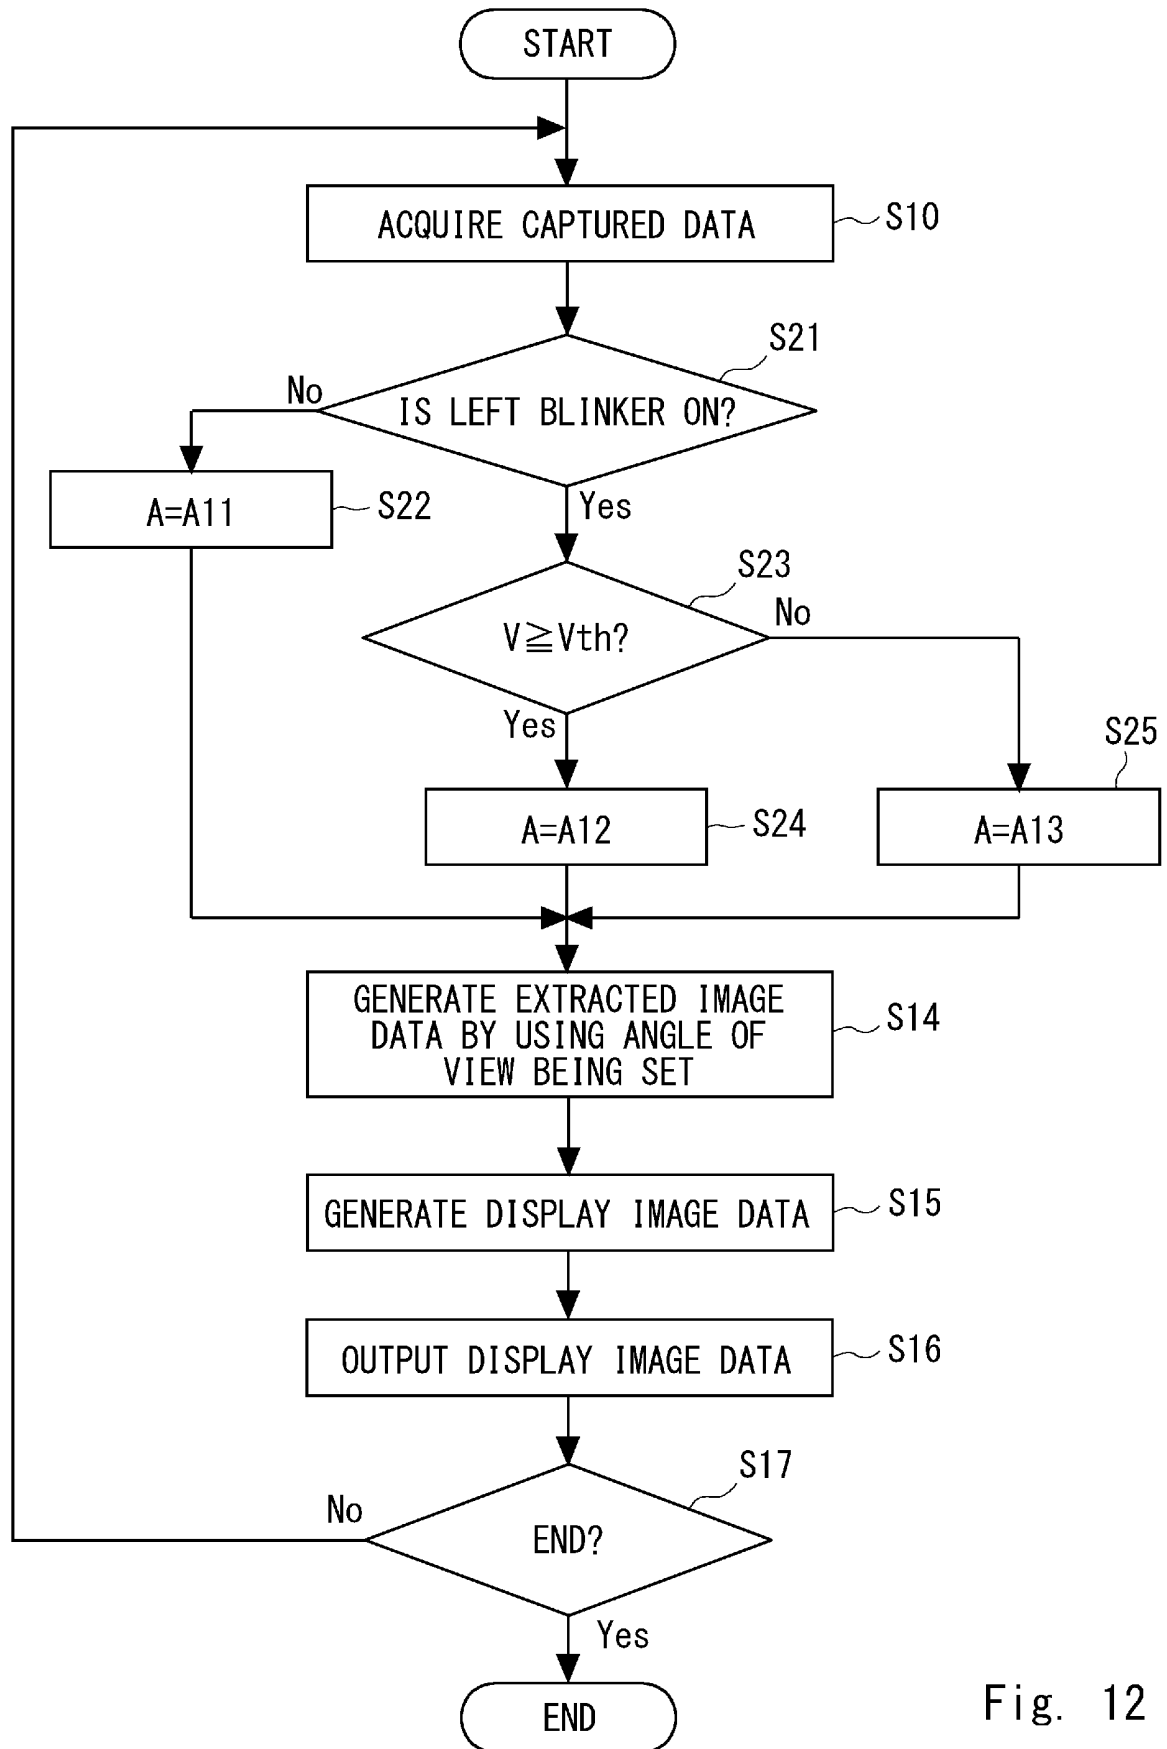 START
ACQUIRE CAPTURED DATA
S10
S21
No
IS LEFT BLINKER ON?
A=A11
S22
Yes
S23
No
V≧Vth?
Yes
S25
A=A12
S24
A=A13
GENERATE EXTRACTED IMAGE
DATA BY USING ANGLE OF
VIEW BEING SET
S14
GENERATE DISPLAY IMAGE DATA
S15
OUTPUT DISPLAY IMAGE DATA
S16
S17
No
END?
Yes
END
Fig. 12